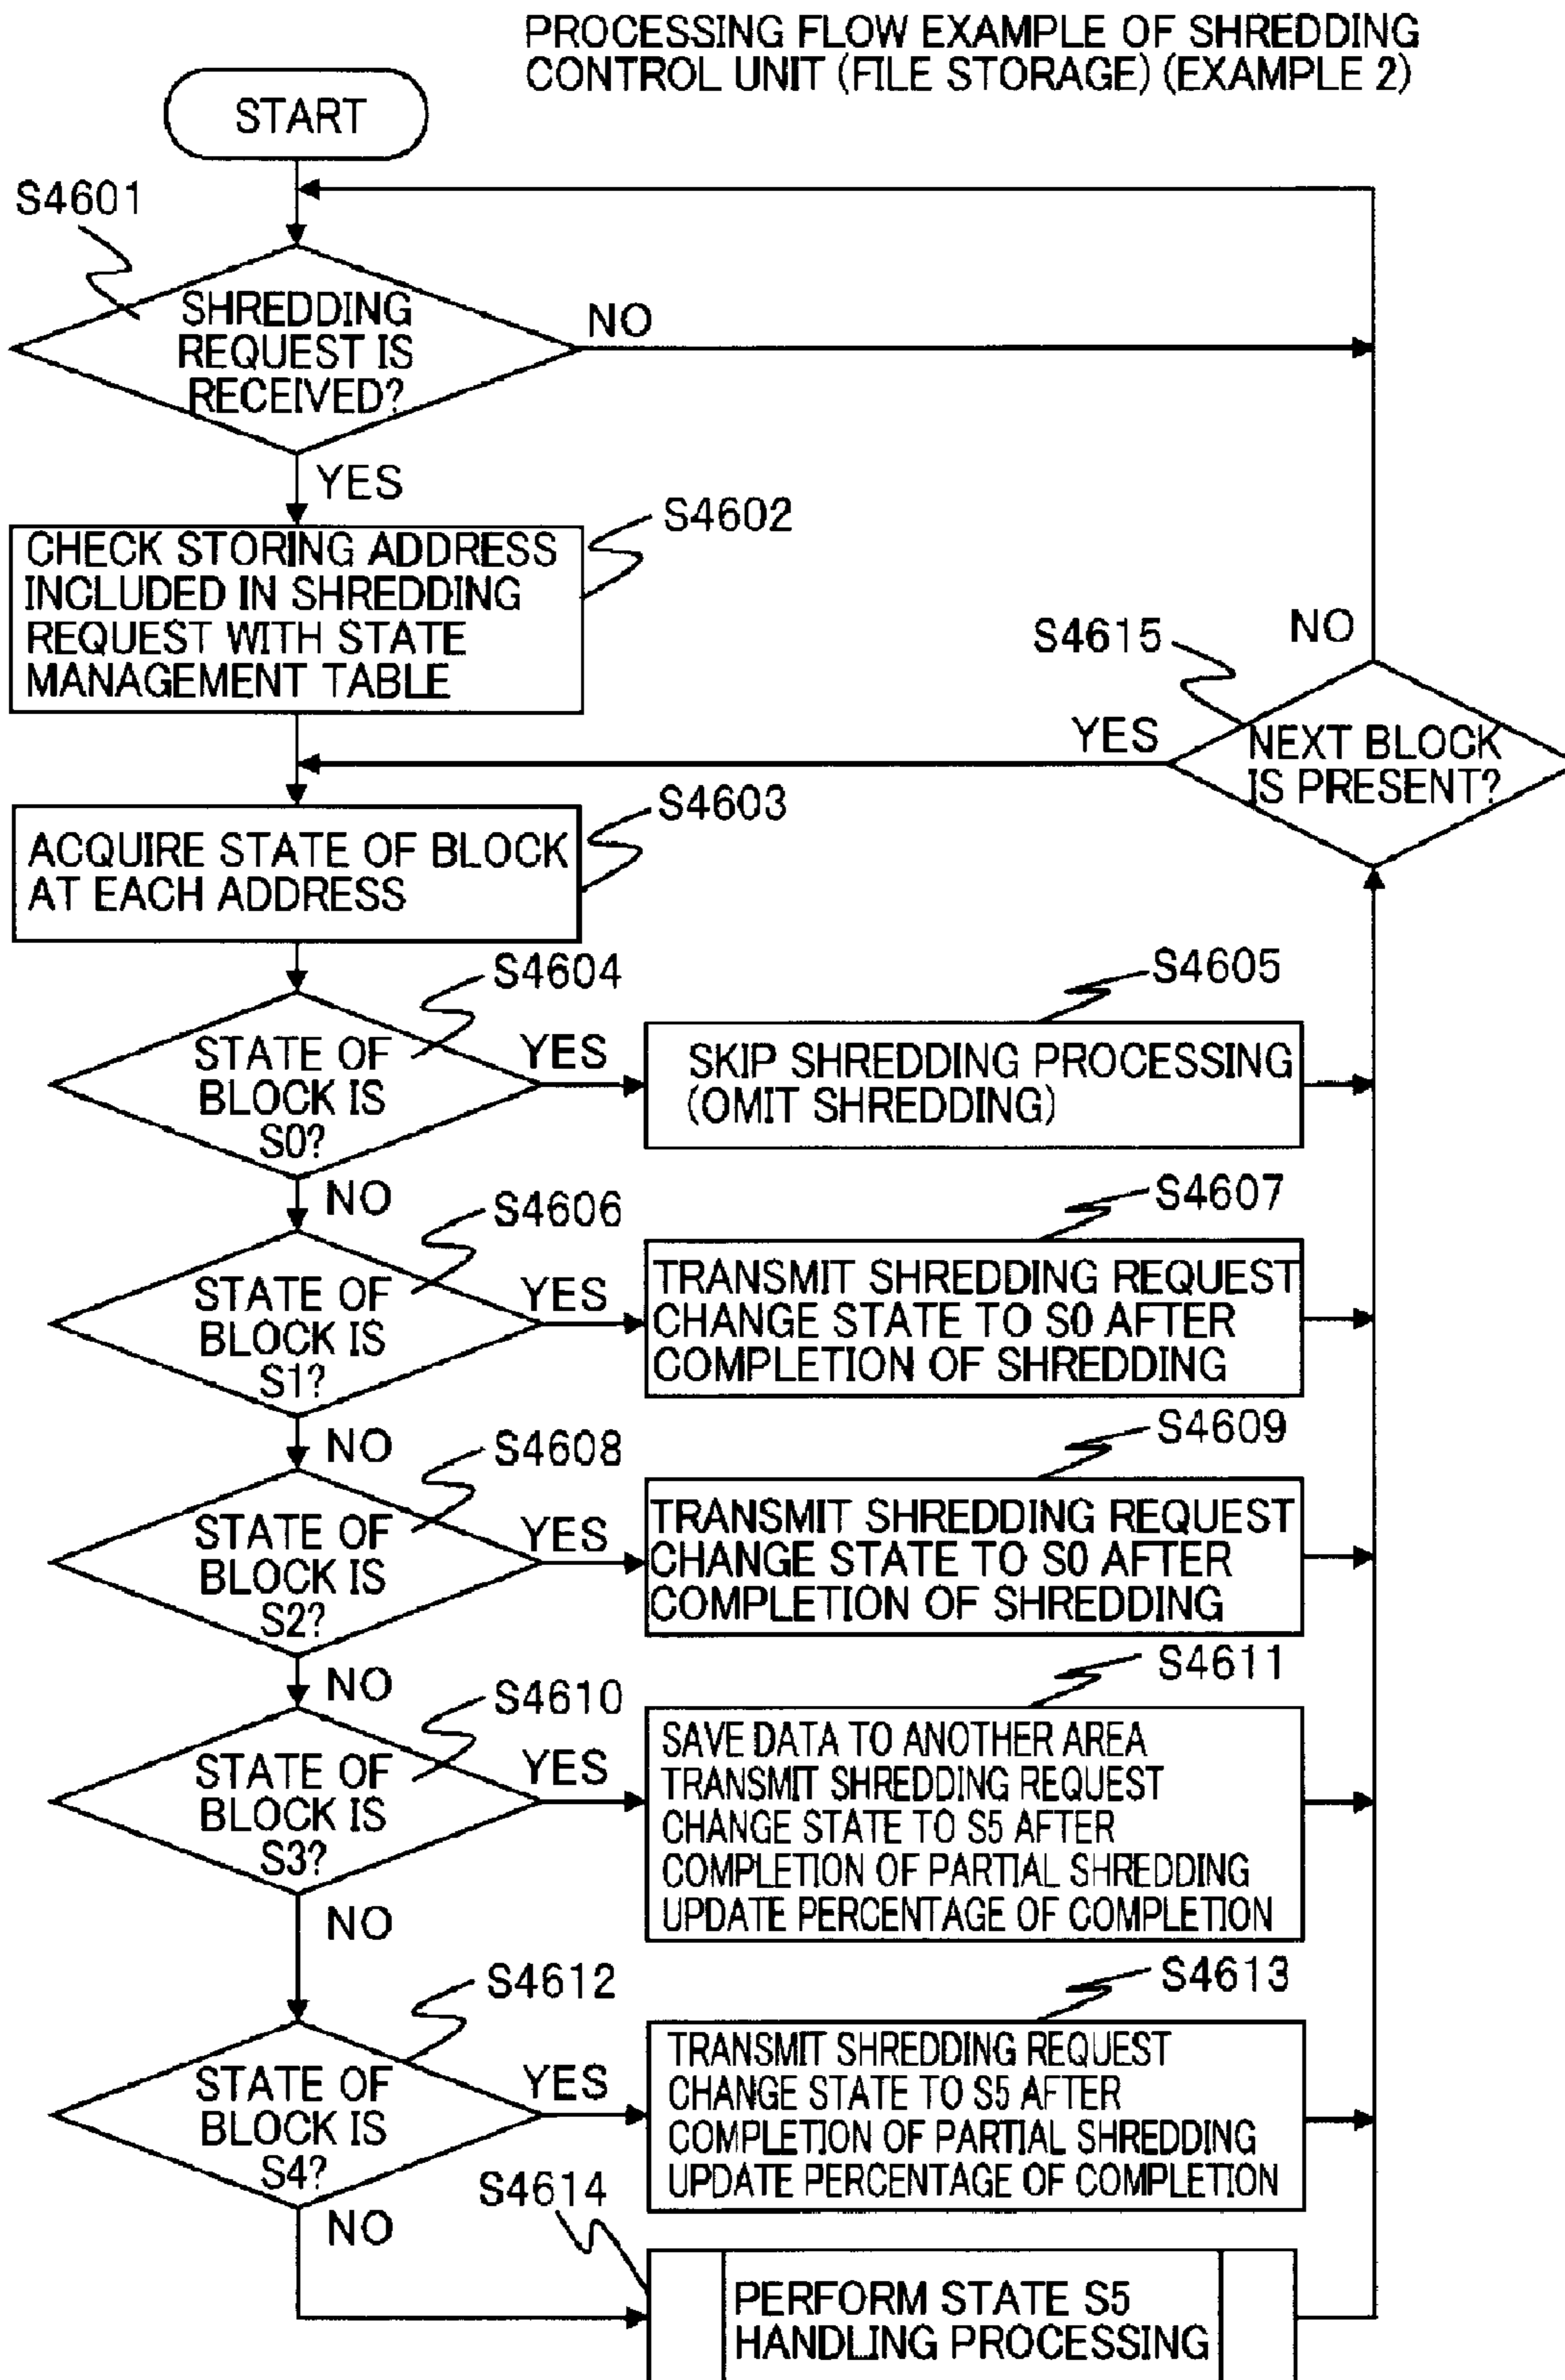 PROCESSING FLOW EXAMPLE OF SHREDDING
CONTROL UNIT (FILE STORAGE) (EXAMPLE 2)
START
S4601
SHREDDING
REQUEST IS
RECEIVED?
NO
YES
S4602
CHECK STORING ADDRESS
INCLUDED IN SHREDDING
REQUEST WITH STATE
MANAGEMENT TABLE
S4615
NO
YES
NEXT BLOCK
IS PRESENT?
S4603
ACQUIRE STATE OF BLOCK
AT EACH ADDRESS
S4604
STATE OF
BLOCK IS
S0?
YES
S4605
SKIP SHREDDING PROCESSING
(OMIT SHREDDING)
NO
S4606
STATE OF
BLOCK IS
S1?
YES
S4607
TRANSMIT SHREDDING REQUEST
CHANGE STATE TO S0 AFTER
COMPLETION OF SHREDDING
NO
S4608
STATE OF
BLOCK IS
S2?
YES
S4609
TRANSMIT SHREDDING REQUEST
CHANGE STATE TO S0 AFTER
COMPLETION OF SHREDDING
NO
S4610
STATE OF
BLOCK IS
S3?
YES
S4611
SAVE DATA TO ANOTHER AREA
TRANSMIT SHREDDING REQUEST
CHANGE STATE TO S5 AFTER
COMPLETION OF PARTIAL SHREDDING
UPDATE PERCENTAGE OF COMPLETION
NO
S4612
STATE OF
BLOCK IS
S4?
YES
S4613
TRANSMIT SHREDDING REQUEST
CHANGE STATE TO S5 AFTER
COMPLETION OF PARTIAL SHREDDING
UPDATE PERCENTAGE OF COMPLETION
NO
S4614
PERFORM STATE S5
HANDLING PROCESSING